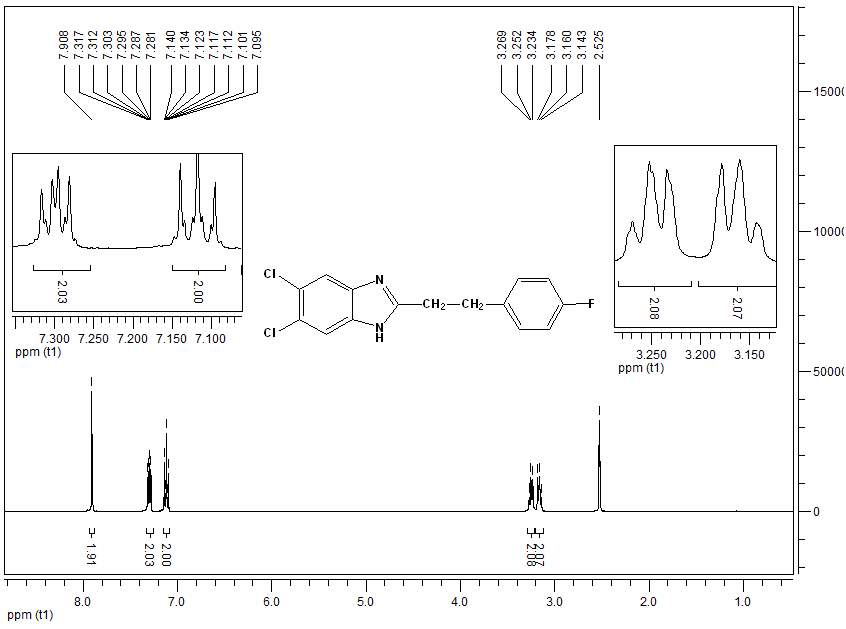 7.908
7.317
7.312
7.303
7.295
7.287
7.281
7.140
7.134
7.123
7.117
7.112
7.101
7.095
3.269
3.252
3.234
3.178
3.160
3.143
2.525
15000
10000
50000
0
2.03
2.00
7.300 7.250 7.200 7.150 7.100
ppm (t1)
Cl
Cl
N
N
H
CH2 CH2
F
2.08
2.07
3.250 3.200 3.150
ppm (t1)
1.91
2.03
2.00
2.08
2.07
8.0 7.0 6.0 5.0 4.0 3.0 2.0 1.0
ppm (t1)